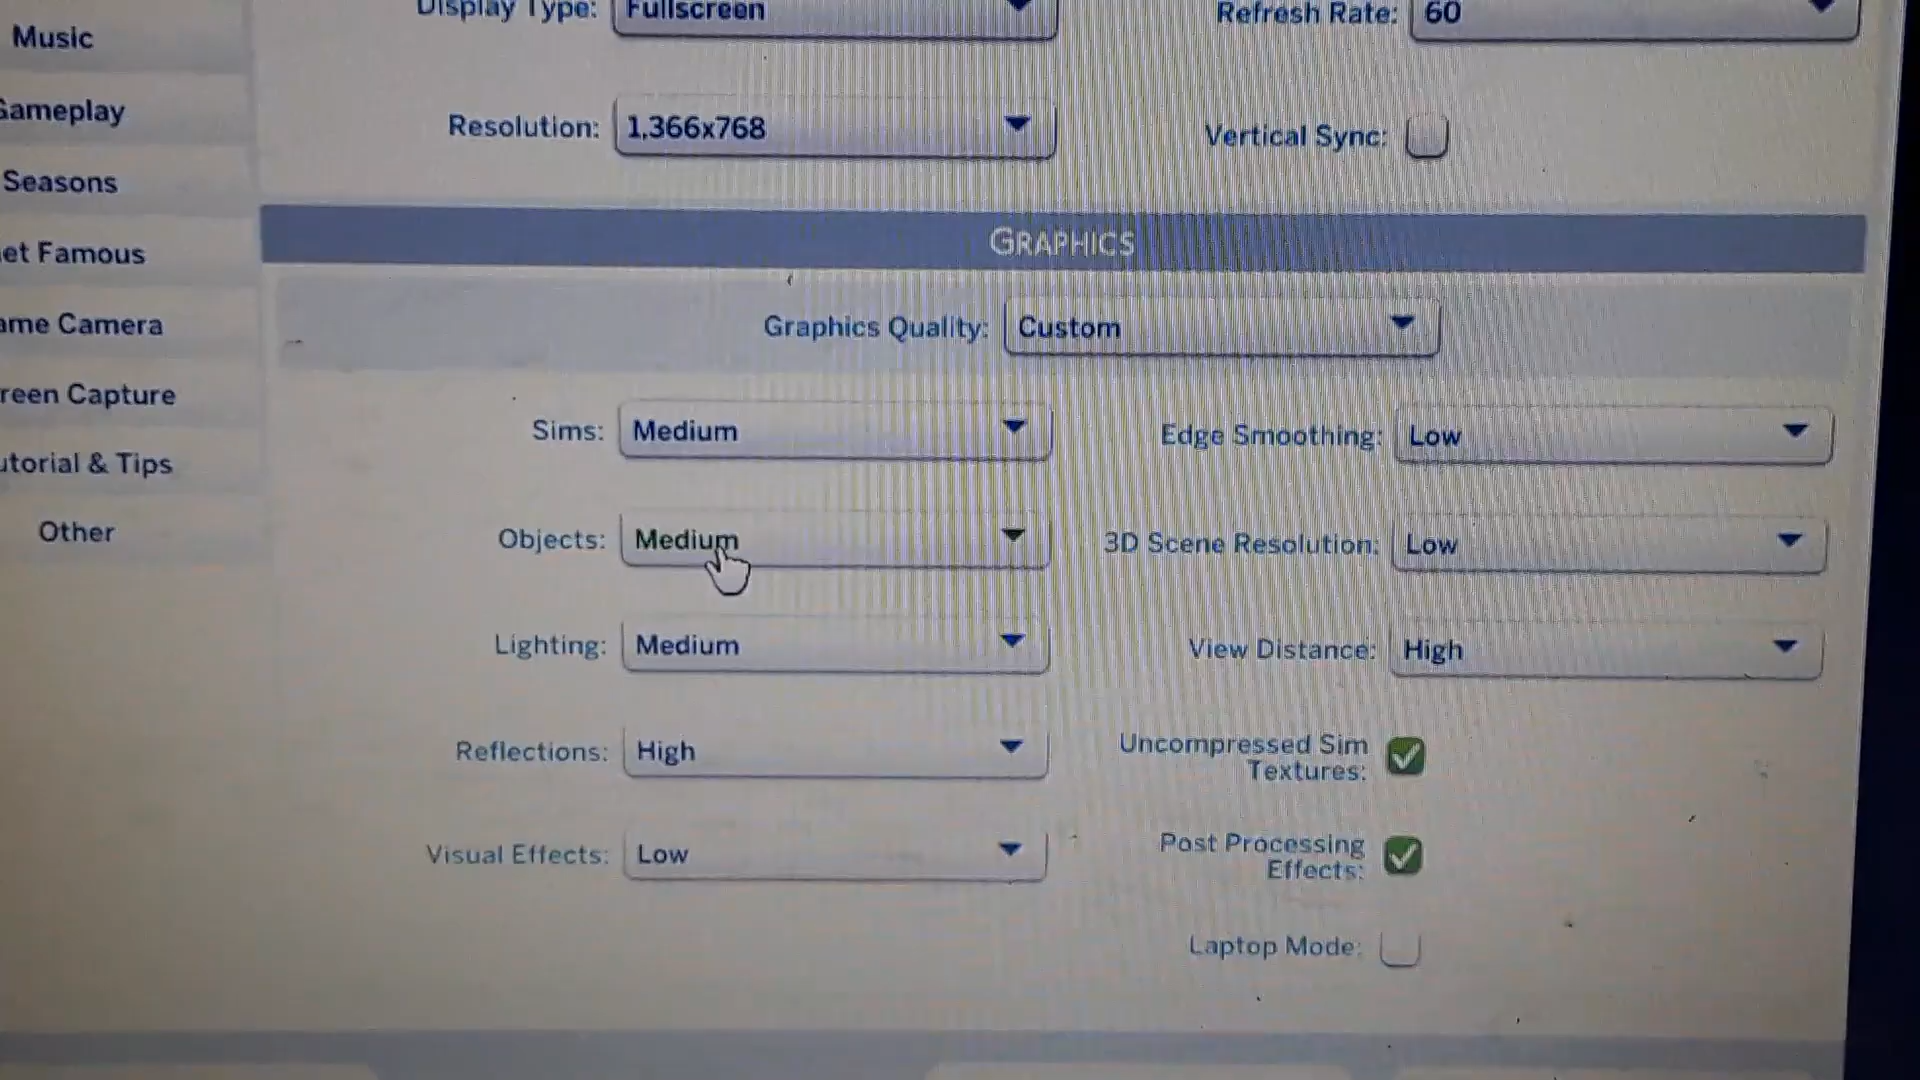 Music
Gameplay
Seasons
et Famous
ame Camera
reen Capture
utorial & Tips
Other
Display Type: Fullscreen
Refresh Rate: 60
Resolution: 1,366x768
Vertical Sync:
GRAPHICS
Graphics Quality: Custom
Sims: Medium
Edge Smoothing: Low
Objects: Medium
3D Scene Resolution: Low
Lighting: Medium
View Distance: High
Reflections: High
Uncompressed Sim
Textures:
Visual Effects: Low
Post Processing
Effects:
Laptop Mode: